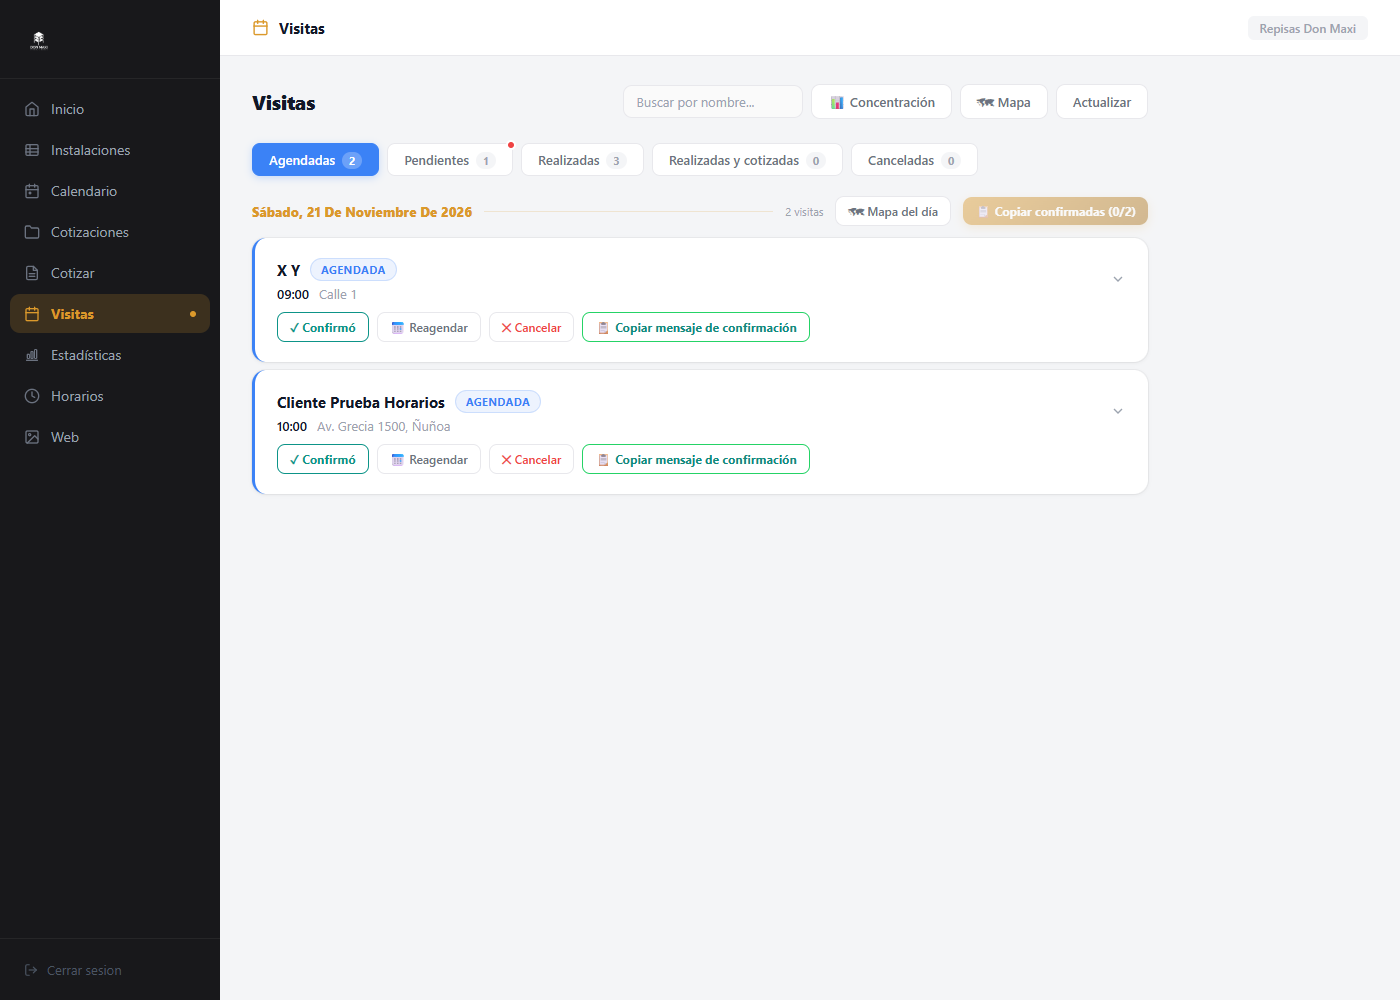 DON MAXI
Visitas
Repisas Don Maxi
Inicio
Instalaciones
Calendario
Cotizaciones
Cotizar
Visitas
Estadísticas
Horarios
Web
Cerrar sesion
Visitas
Buscar por nombre...
Concentración
Mapa
Actualizar
Agendadas 2
Pendientes 1
Realizadas 3
Realizadas y cotizadas 0
Canceladas 0
Sábado, 21 De Noviembre De 2026
2 visitas
Mapa del día
Copiar confirmadas (0/2)
X Y AGENDADA
09:00 Calle 1
✓ Confirmó
Reagendar
✕ Cancelar
Copiar mensaje de confirmación
Cliente Prueba Horarios AGENDADA
10:00 Av. Grecia 1500, Ñuñoa
✓ Confirmó
Reagendar
✕ Cancelar
Copiar mensaje de confirmación